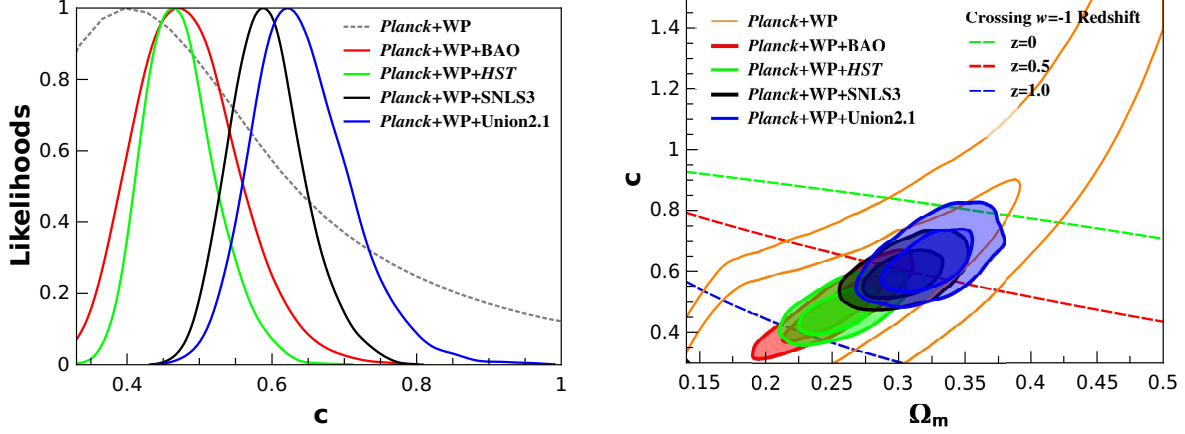 1
0.8
0.6
0.4
0.2
0
0.4
0.6
0.8
1
Likelihoods
c
Planck+WP
Planck+WP+BAO
Planck+WP+HST
Planck+WP+SNLS3
Planck+WP+Union2.1
1.4
1.2
1
0.8
0.6
0.4
0.15
0.2
0.25
0.3
0.35
0.4
0.45
0.5
c
Ωm
Planck+WP
Planck+WP+BAO
Planck+WP+HST
Planck+WP+SNLS3
Planck+WP+Union2.1
Crossing w=-1 Redshift
z=0
z=0.5
z=1.0